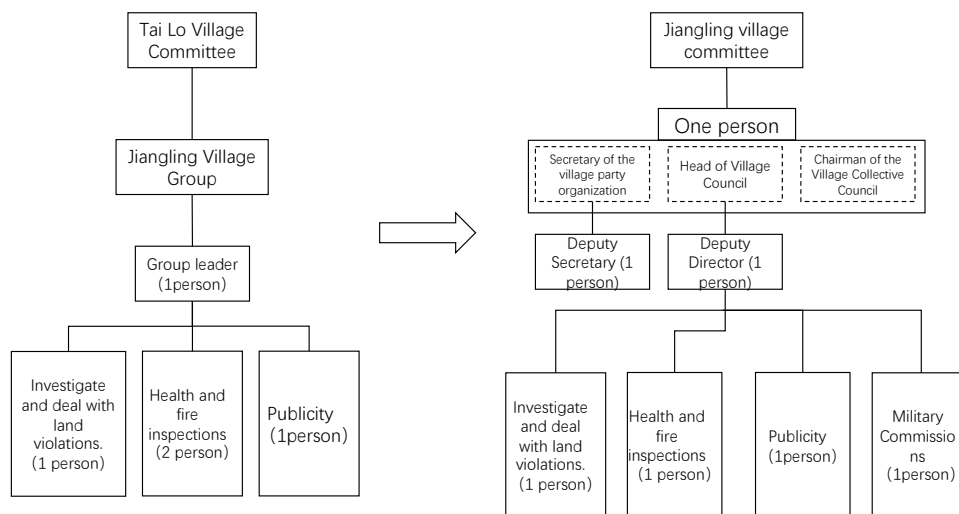 Tai Lo Village
Committee
Jiangling Village
Group
Group leader
(1person)
Investigate
and deal with
land
violations.
(1 person)
Health and
fire
inspections
(2 person)
Publicity
(1person)
Jiangling village
committee
One person
Secretary of the
village party
organization
Head of Village
Council
Chairman of the
Village Collective
Council
Deputy
Secretary (1
person)
Deputy
Director (1
person)
Investigate
and deal
with land
violations.
(1 person)
Health and
fire
inspections
(1 person)
Publicity
(1person)
Military
Commissio
ns
(1person)